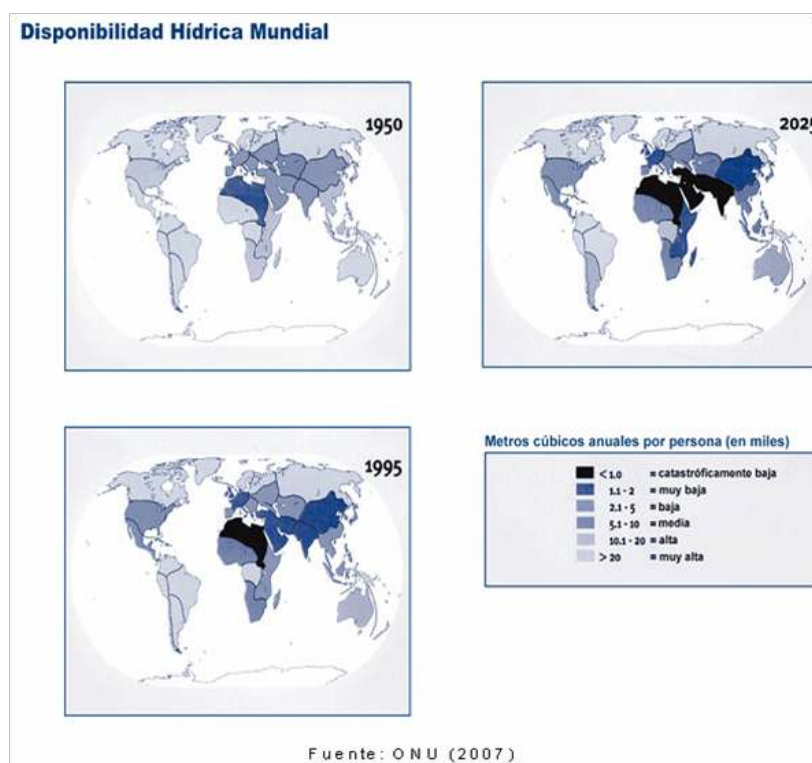 Disponibilidad Hídrica Mundial
1950
2025
1995
Metros cúbicos anuales por persona (en miles)
< 1.0 = catastróficamente baja
1.1 - 2 = muy baja
2.1 - 5 = baja
5.1 - 10 = media
10.1 - 20 = alta
> 20 = muy alta
Fuente: ONU (2007)